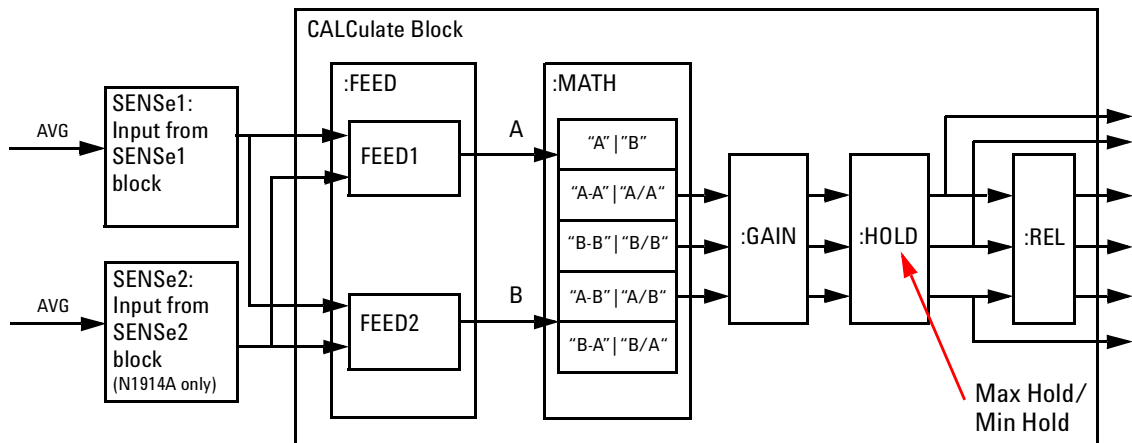 CALCulate Block
:FEED
:MATH
SENSe1:
Input from
SENSe1
block
AVG
FEED1
A
“A”|”B”
“A-A”|“A/A“
“B-B”|“B/B“
“A-B”|“A/B“
“B-A”|“B/A“
:GAIN
:HOLD
:REL
SENSe2:
Input from
SENSe2
block
(N1914A only)
AVG
FEED2
B
Max Hold/
Min Hold